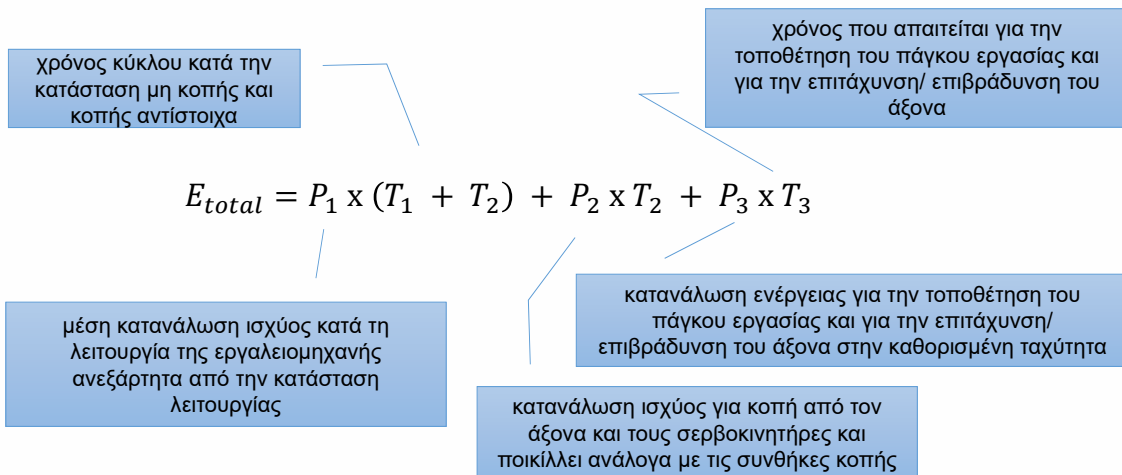 χρόνος κύκλου κατά την
κατάσταση μη κοπής και
κοπής αντίστοιχα
χρόνος που απαιτείται για την
τοποθέτηση του πάγκου εργασίας και
για την επιτάχυνση/ επιβράδυνση του
άξονα
E_{total} = P_1 x (T_1 + T_2) + P_2 x T_2 + P_3 x T_3
μέση κατανάλωση ισχύος κατά τη
λειτουργία της εργαλειομηχανής
ανεξάρτητα από την κατάσταση
λειτουργίας
κατανάλωση ενέργειας για την τοποθέτηση του
πάγκου εργασίας και για την επιτάχυνση/
επιβράδυνση του άξονα στην καθορισμένη ταχύτητα
κατανάλωση ισχύος για κοπή από τον
άξονα και τους σερβοκινητήρες και
ποικίλλει ανάλογα με τις συνθήκες κοπής